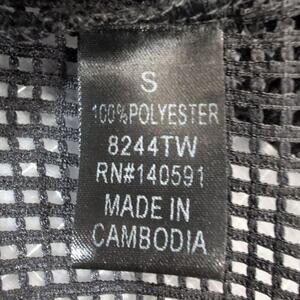 S
100%POLYESTER
8244TW
RN#140591
MADE IN
CAMBODIA